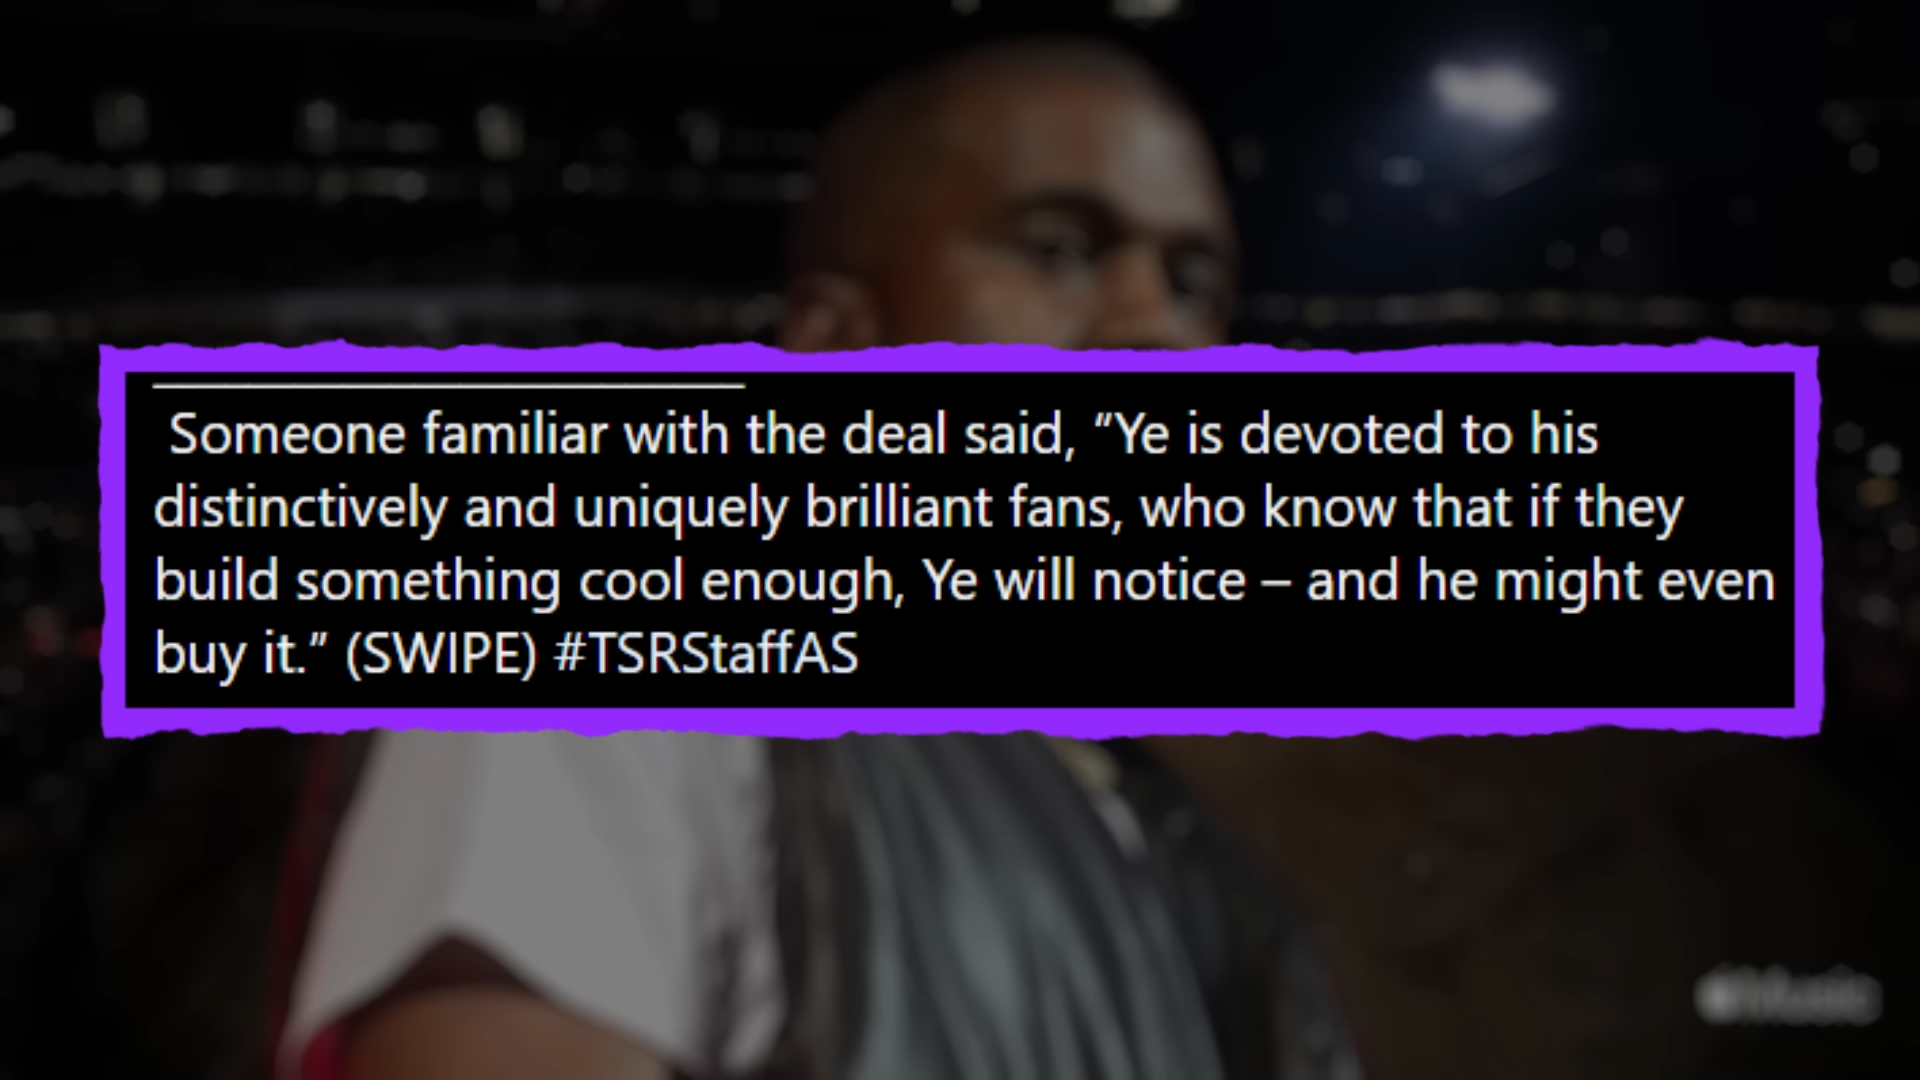 Someone familiar with the deal said, "Ye is devoted to his
distinctively and uniquely brilliant fans, who know that if they
build something cool enough, Ye will notice – and he might even
buy it." (SWIPE) #TSRStaffAS
Music